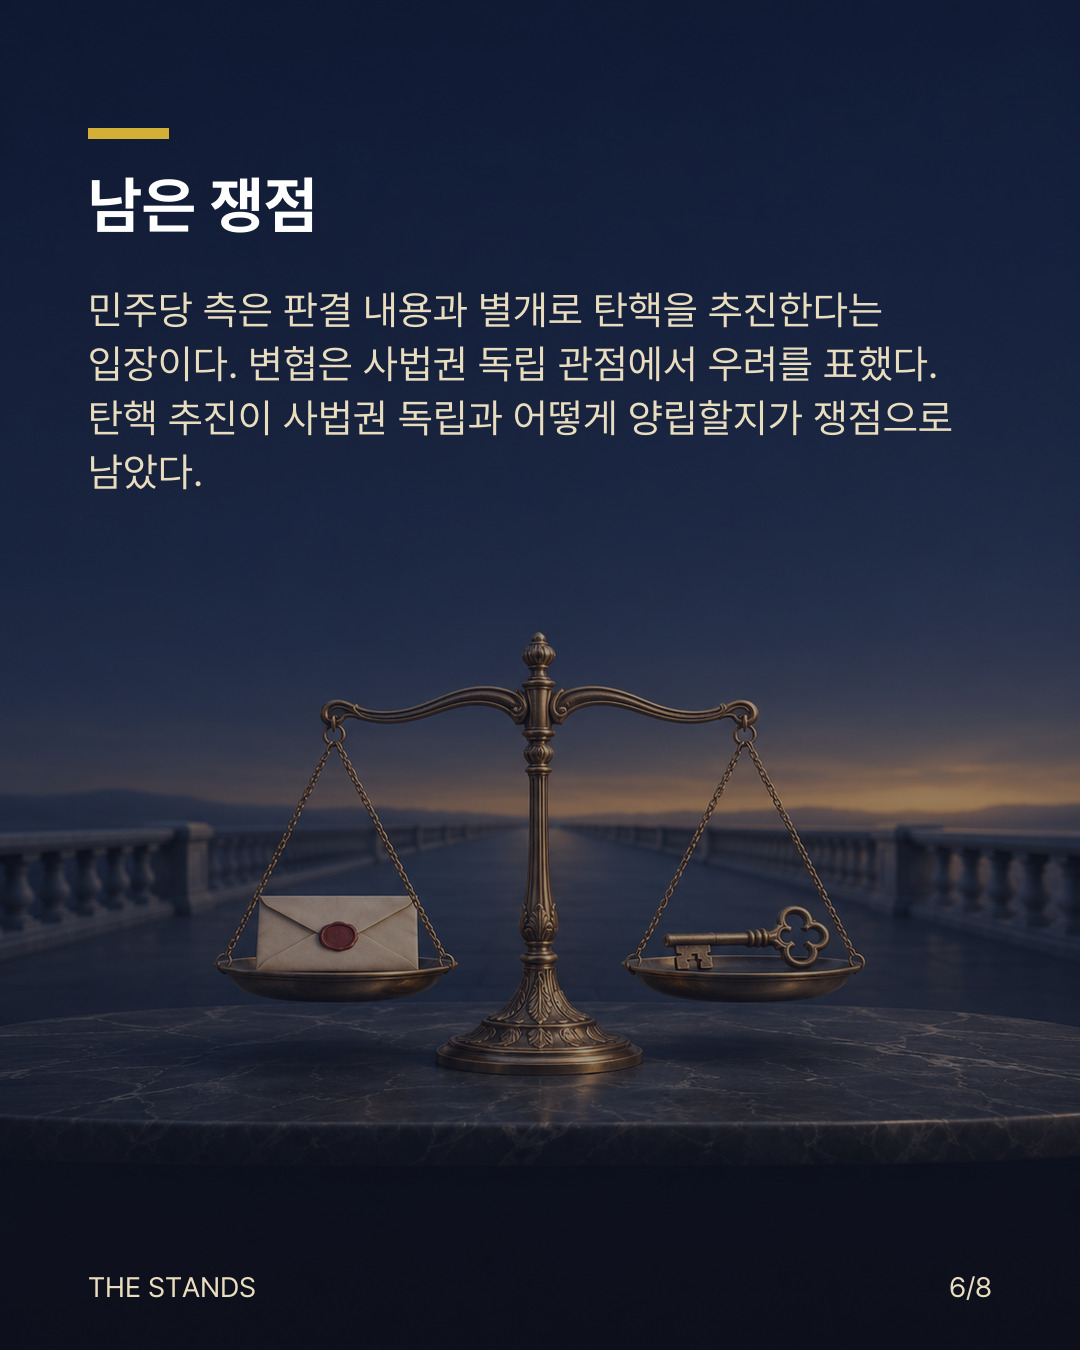 남은 쟁점
민주당 측은 판결 내용과 별개로 탄핵을 추진한다는
입장이다. 변협은 사법권 독립 관점에서 우려를 표했다.
탄핵 추진이 사법권 독립과 어떻게 양립할지가 쟁점으로
남았다.
THE STANDS
6/8